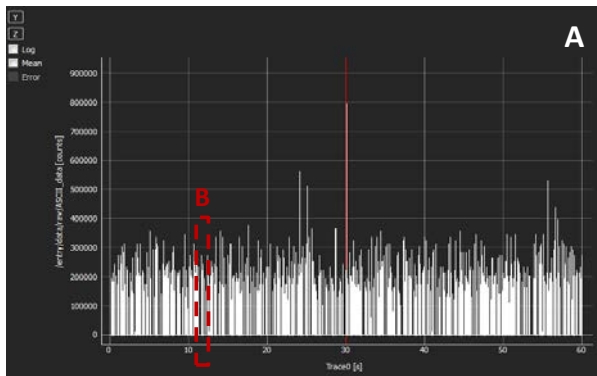 Y
Z
Log
Mean
Error
A
B
/entry/data/raw/ASCII_data [counts]
900000
800000
700000
600000
500000
400000
300000
200000
100000
0
0 10 20 30 40 50 60
Trace0 [s]